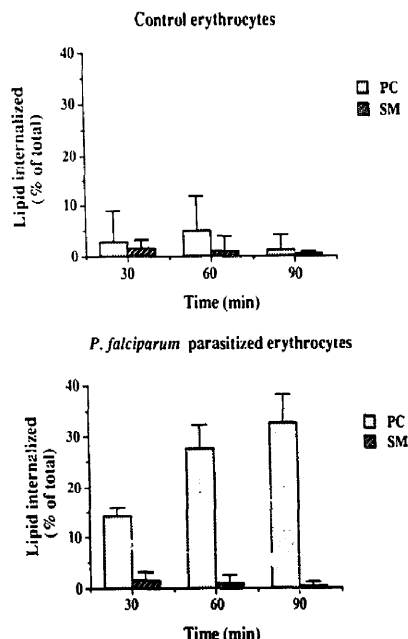 Control erythrocytes
Lipid internalized
(% of total)
40
30
20
10
0
PC
SM
30
60
90
Time (min)
P. falciparum parasitized erythrocytes
Lipid internalized
(% of total)
40
30
20
10
0
PC
SM
30
60
90
Time (min)